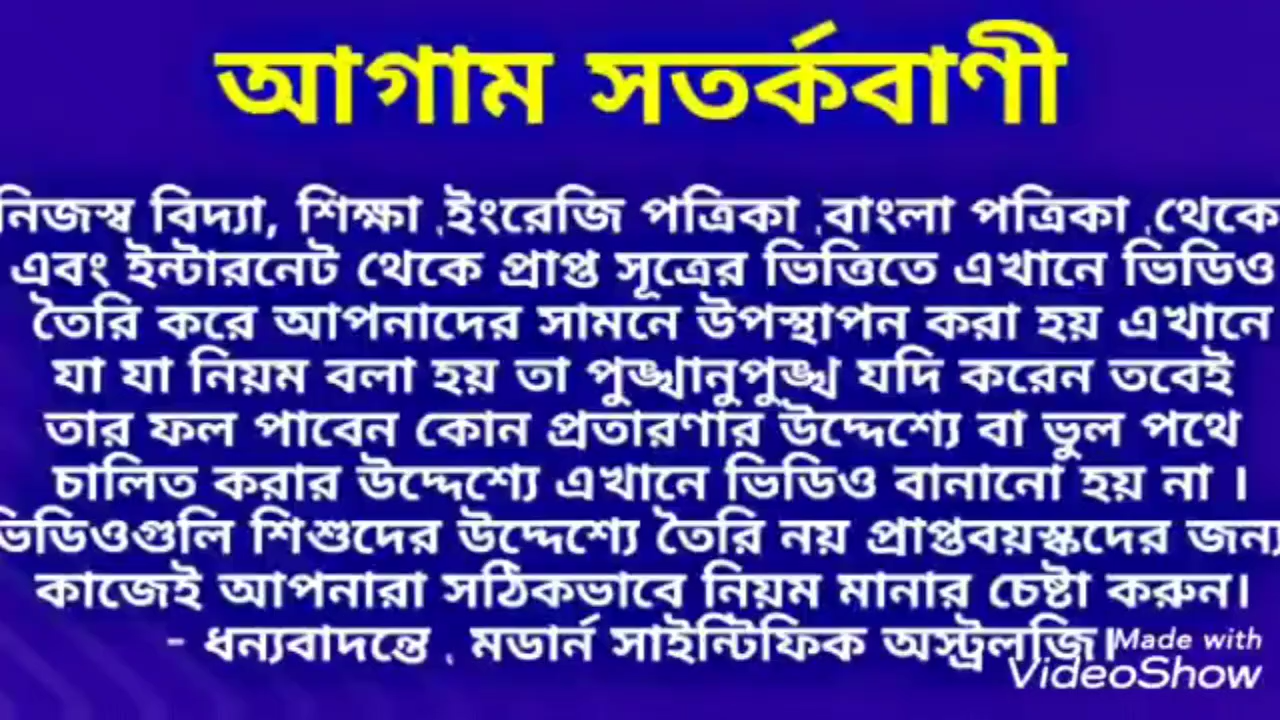 আগাম সতর্কবাণী
নিজস্ব বিদ্যা, শিক্ষা ,ইংরেজি পত্রিকা ,বাংলা পত্রিকা ,থেকে
এবং ইন্টারনেট থেকে প্রাপ্ত সূত্রের ভিত্তিতে এখানে ভিডিও
তৈরি করে আপনাদের সামনে উপস্থাপন করা হয় এখানে
যা যা নিয়ম বলা হয় তা পুঙ্খানুপুঙ্খ যদি করেন তবেই
তার ফল পাবেন কোন প্রতারণার উদ্দেশ্যে বা ভুল পথে
চালিত করার উদ্দেশ্যে এখানে ভিডিও বানানো হয় না ।
ভিডিওগুলি শিশুদের উদ্দেশ্যে তৈরি নয় প্রাপ্তবয়স্কদের জন্য
কাজেই আপনারা সঠিকভাবে নিয়ম মানার চেষ্টা করুন।
- ধন্যবাদন্তে , মডার্ন সাইন্টিফিক অস্ট্রলজি।
Made with
VideoShow